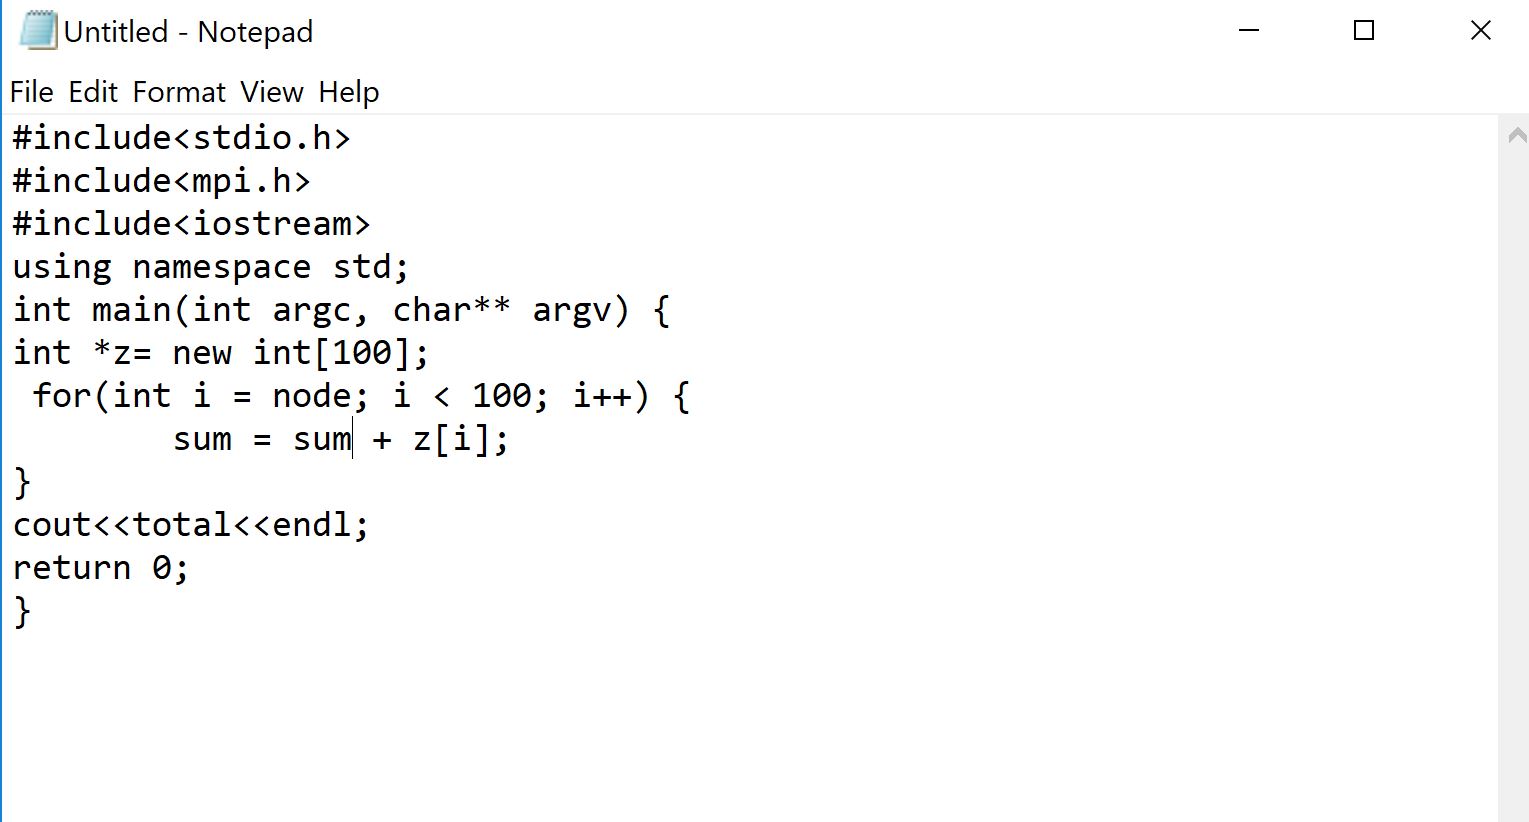 Untitled - Notepad
File Edit Format View Help
#include<stdio.h>
#include<mpi.h>
#include<iostream>
using namespace std;
int main(int argc, char** argv) {
int *z= new int[100];
 for(int i = node; i < 100; i++) {
        sum = sum + z[i];
}
cout<<total<<endl;
return 0;
}